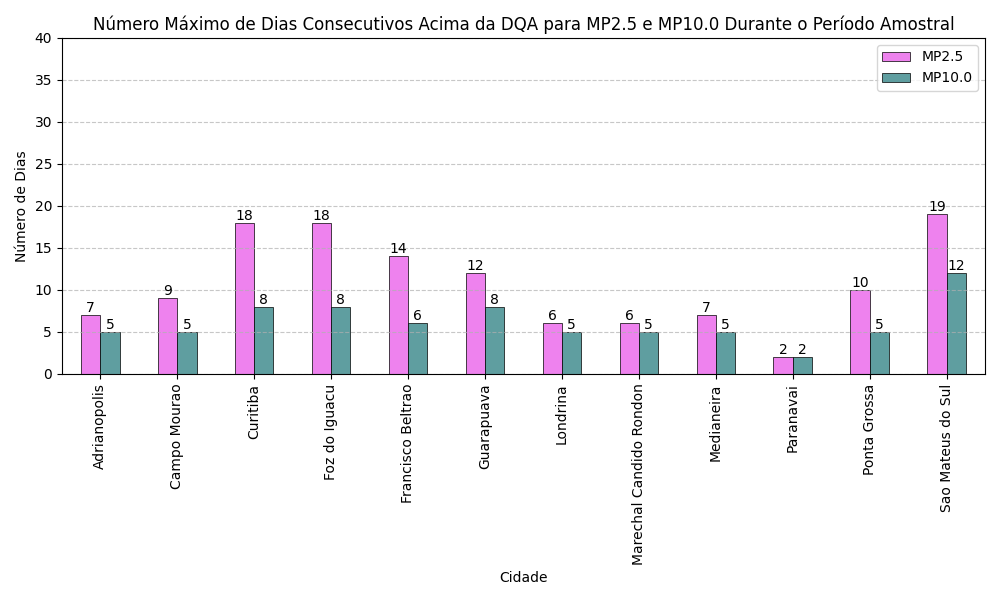 Número Máximo de Dias Consecutivos Acima da DQA para MP2.5 e MP10.0 Durante o Período Amostral
MP2.5
MP10.0
Número de Dias
40
35
30
25
20
15
10
5
0
7
5
9
5
18
8
18
8
14
6
12
8
6
5
6
5
7
5
2
2
10
5
19
12
Adrianopolis
Campo Mourao
Curitiba
Foz do Iguacu
Francisco Beltrao
Guarapuava
Londrina
Marechal Candido Rondon
Medianeira
Paranavai
Ponta Grossa
Sao Mateus do Sul
Cidade